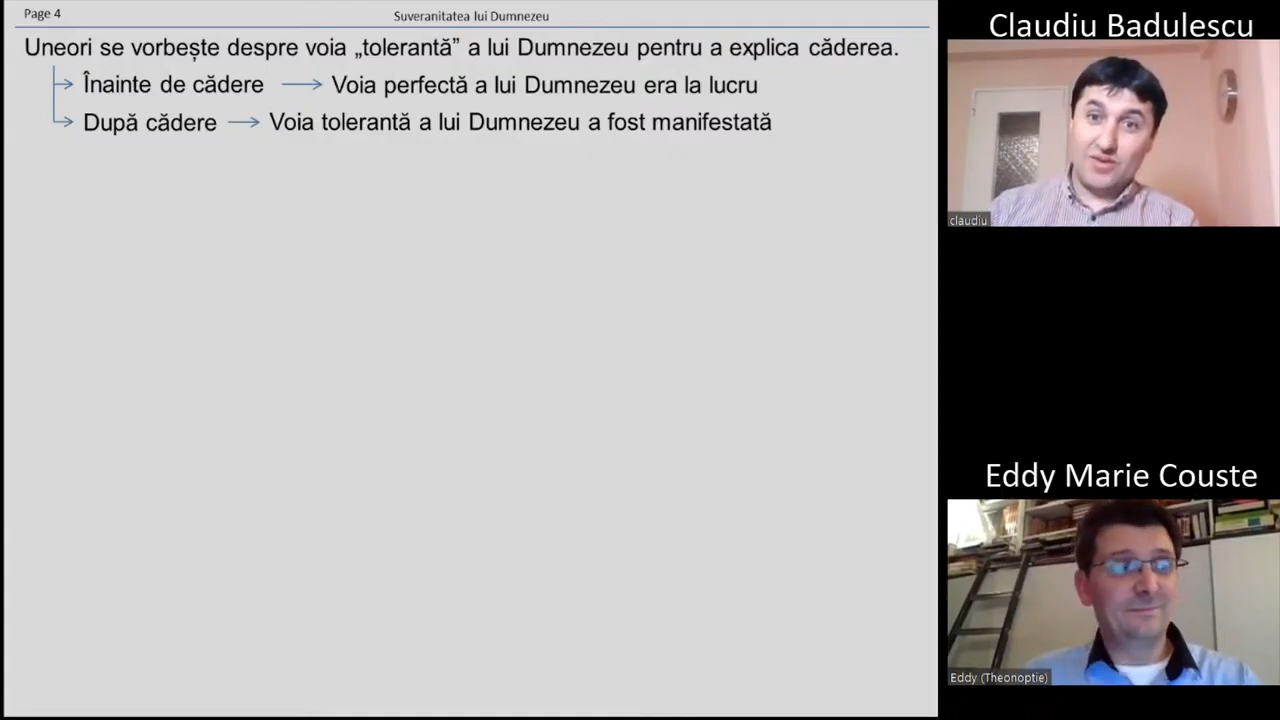 Page 4
Suveranitatea lui Dumnezeu
Uneori se vorbește despre voia „tolerantă” a lui Dumnezeu pentru a explica căderea.
Înainte de cădere
Voia perfectă a lui Dumnezeu era la lucru
După cădere
Voia tolerantă a lui Dumnezeu a fost manifestată
Claudiu Badulescu
claudiu
Eddy Marie Couste
Eddy (Theonoptie)